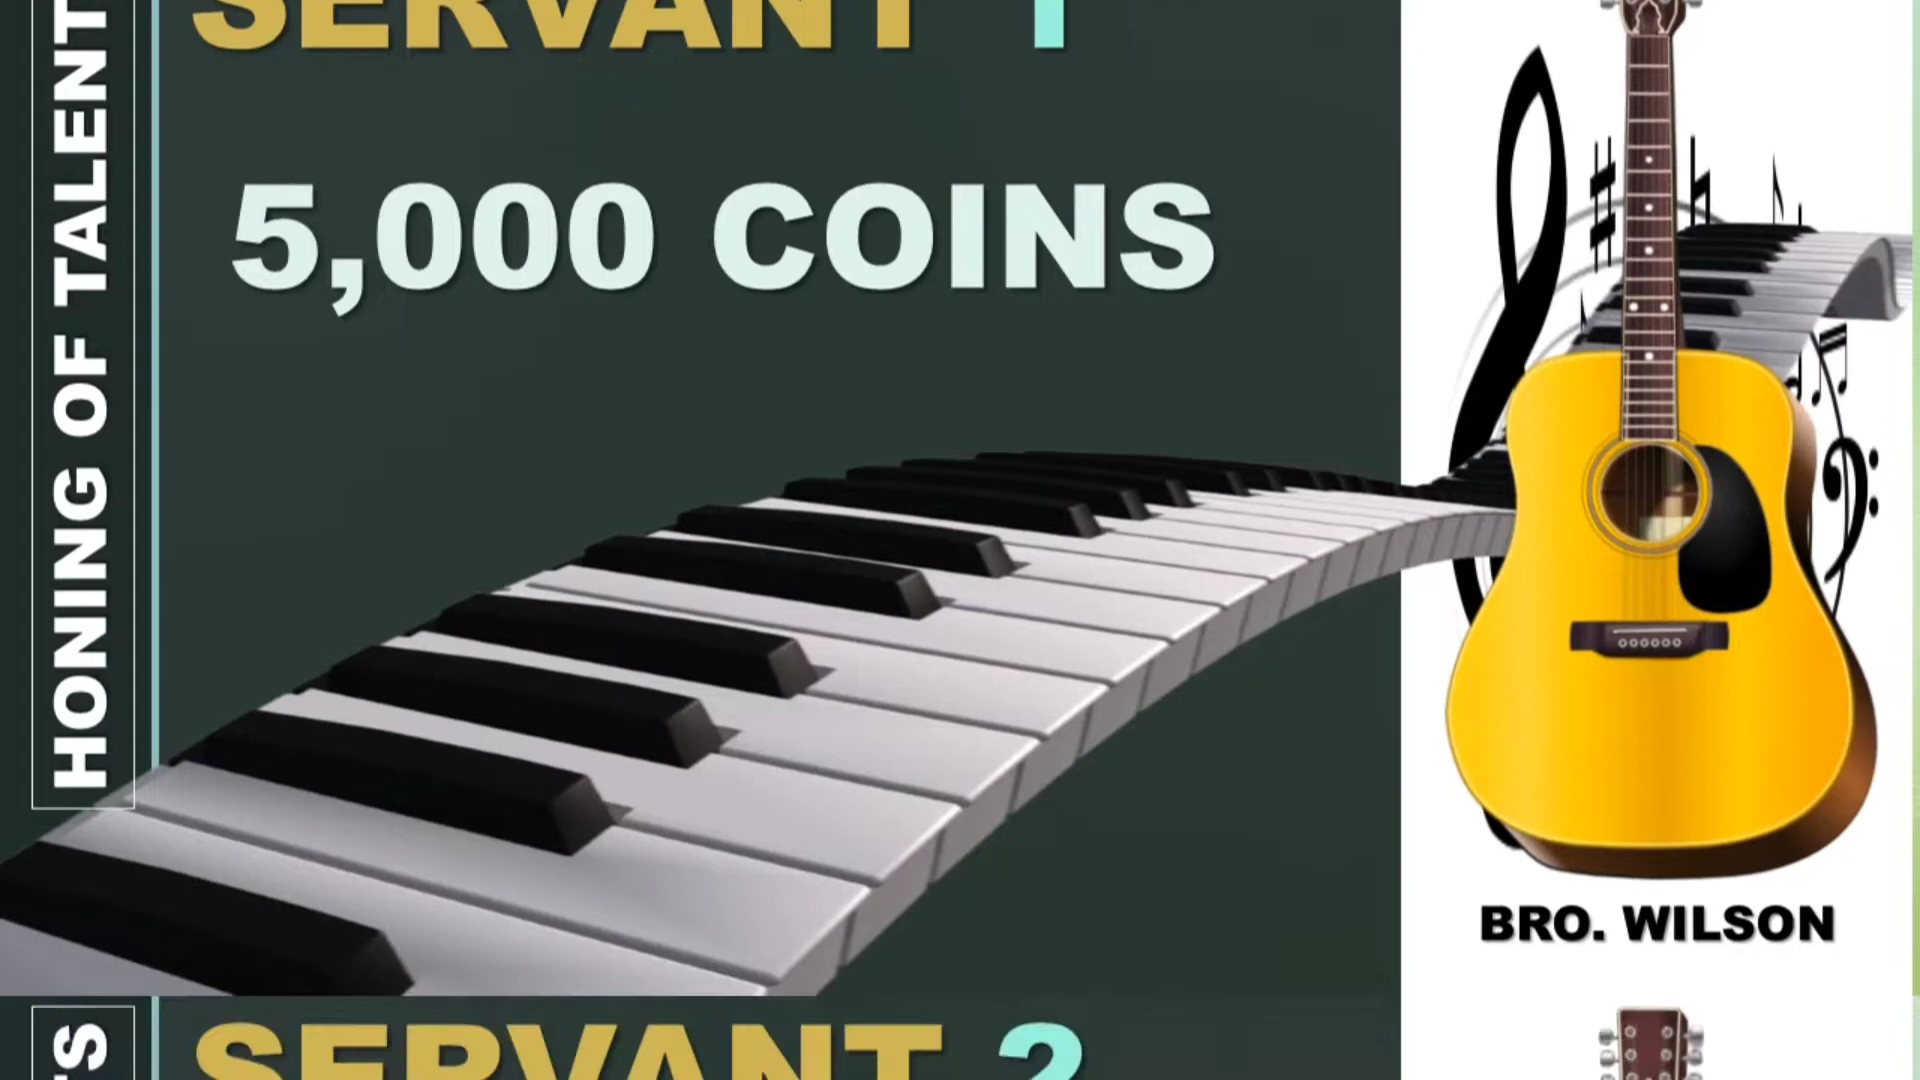 HONING OF TALENT
SERVANT 1
5,000 COINS
BRO. WILSON
SERVANT 2